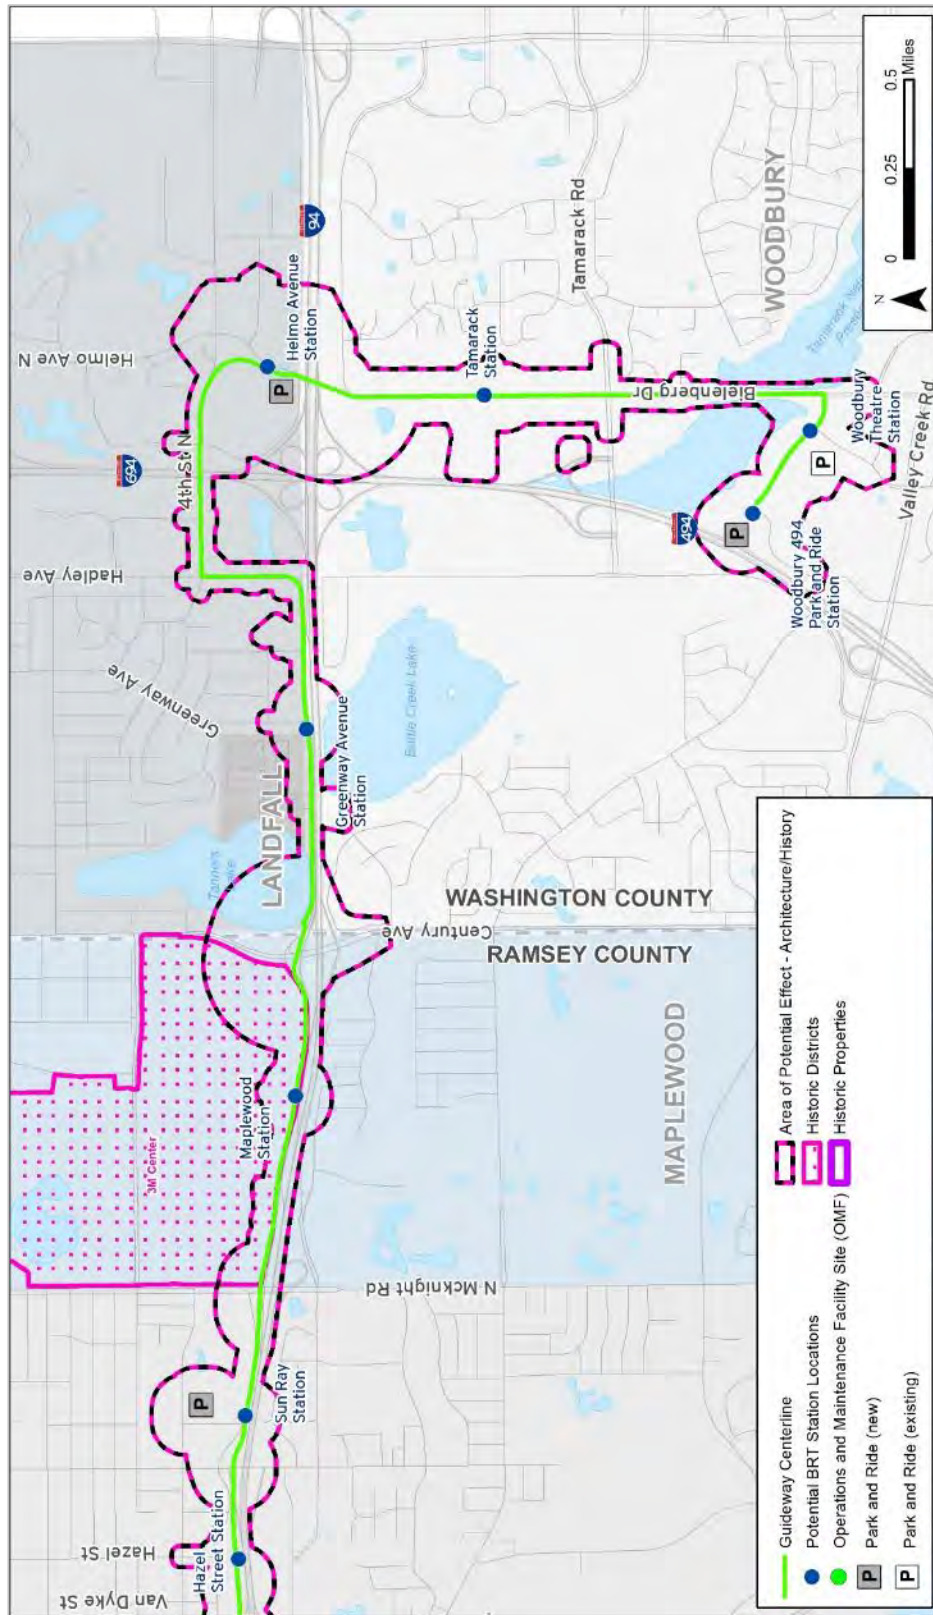 Helmo Ave N
694
4th St N
Hadley Ave
Greenway Ave
P
Helmo Avenue
Station
94
LANDFALL
Tanners
Lake
3M Center
Maplewood
Station
Greenway Avenue
Station
Battle Creek Lake
P
Sun Ray
Station
Hazel St
Hazel
Street Station
Van Dyke St
N Mcknight Rd
Century Ave
WASHINGTON COUNTY
RAMSEY COUNTY
MAPLEWOOD
Tamarack
Station
Tamarack Rd
WOODBURY
Bielenberg Dr
494
P
P
Woodbury 494
Park and Ride
Station
Woodbury
Theatre
Station
Valley Creek Rd
Guideway Centerline
Potential BRT Station Locations
Operations and Maintenance Facility Site (OMF)
P Park and Ride (new)
P Park and Ride (existing)
Area of Potential Effect - Architecture/History
Historic Districts
Historic Properties
N
0 0.25 0.5
Miles